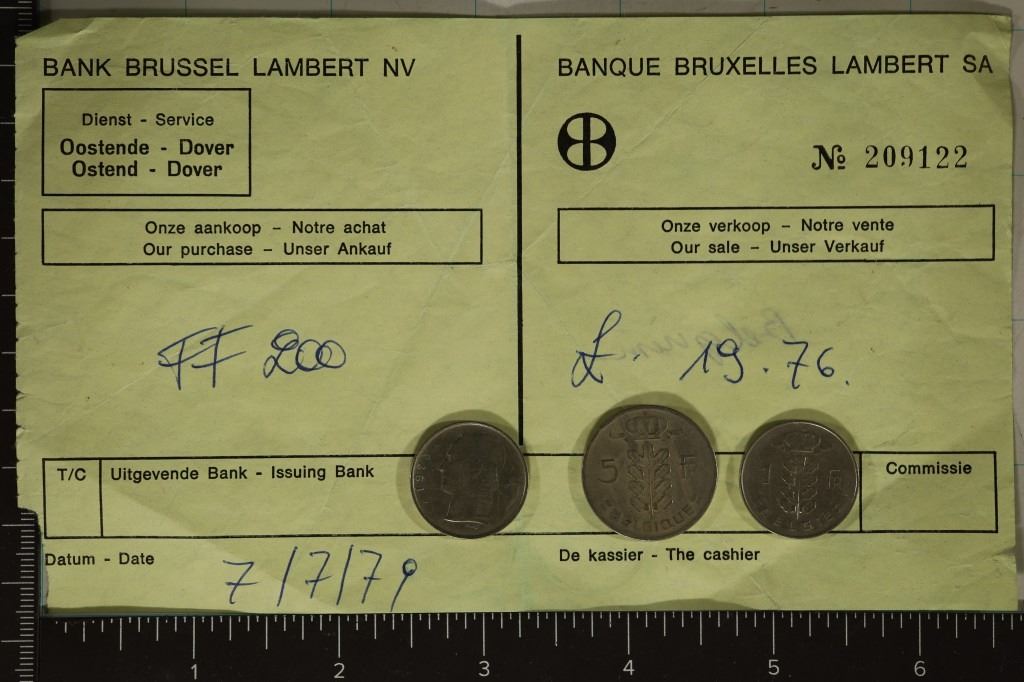 BANK BRUSSEL LAMBERT NV
Dienst - Service
Oostende - Dover
Ostend - Dover
BANQUE BRUXELLES LAMBERT SA
№ 209122
Onze aankoop – Notre achat
Our purchase – Unser Ankauf
Onze verkoop – Notre vente
Our sale – Unser Verkauf
FF 200
£ 19.76.
T/C
Uitgevende Bank - Issuing Bank
5 F
BELGIQUE
1
Commissie
Datum - Date
7/7/79
De kassier - The cashier
1 2 3 4 5 6